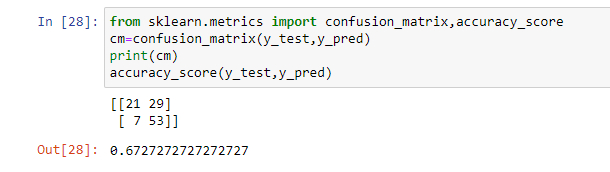 In [28]: from sklearn.metrics import confusion_matrix,accuracy_score
cm=confusion_matrix(y_test,y_pred)
print(cm)
accuracy_score(y_test,y_pred)
[[21 29]
 [ 7 53]]
Out[28]: 0.6727272727272727